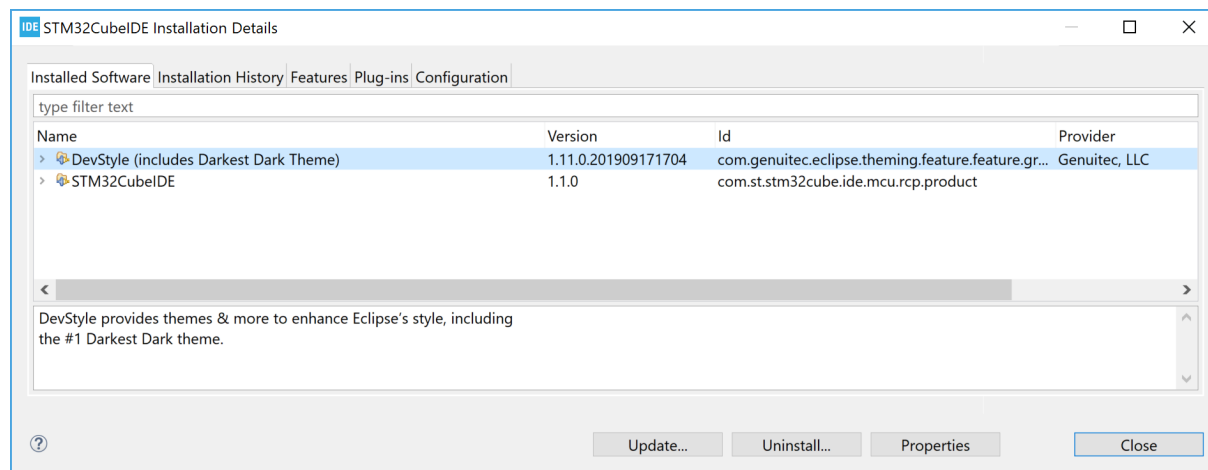 IDE STM32CubeIDE Installation Details
Installed Software Installation History Features Plug-ins Configuration
type filter text
Name Version Id Provider
DevStyle (includes Darkest Dark Theme) 1.11.0.201909171704 com.genuitec.eclipse.theming.feature.feature.gr... Genuitec, LLC
STM32CubeIDE 1.1.0 com.st.stm32cube.ide.mcu.rcp.product
DevStyle provides themes & more to enhance Eclipse's style, including
the #1 Darkest Dark theme.
? Update... Uninstall... Properties Close